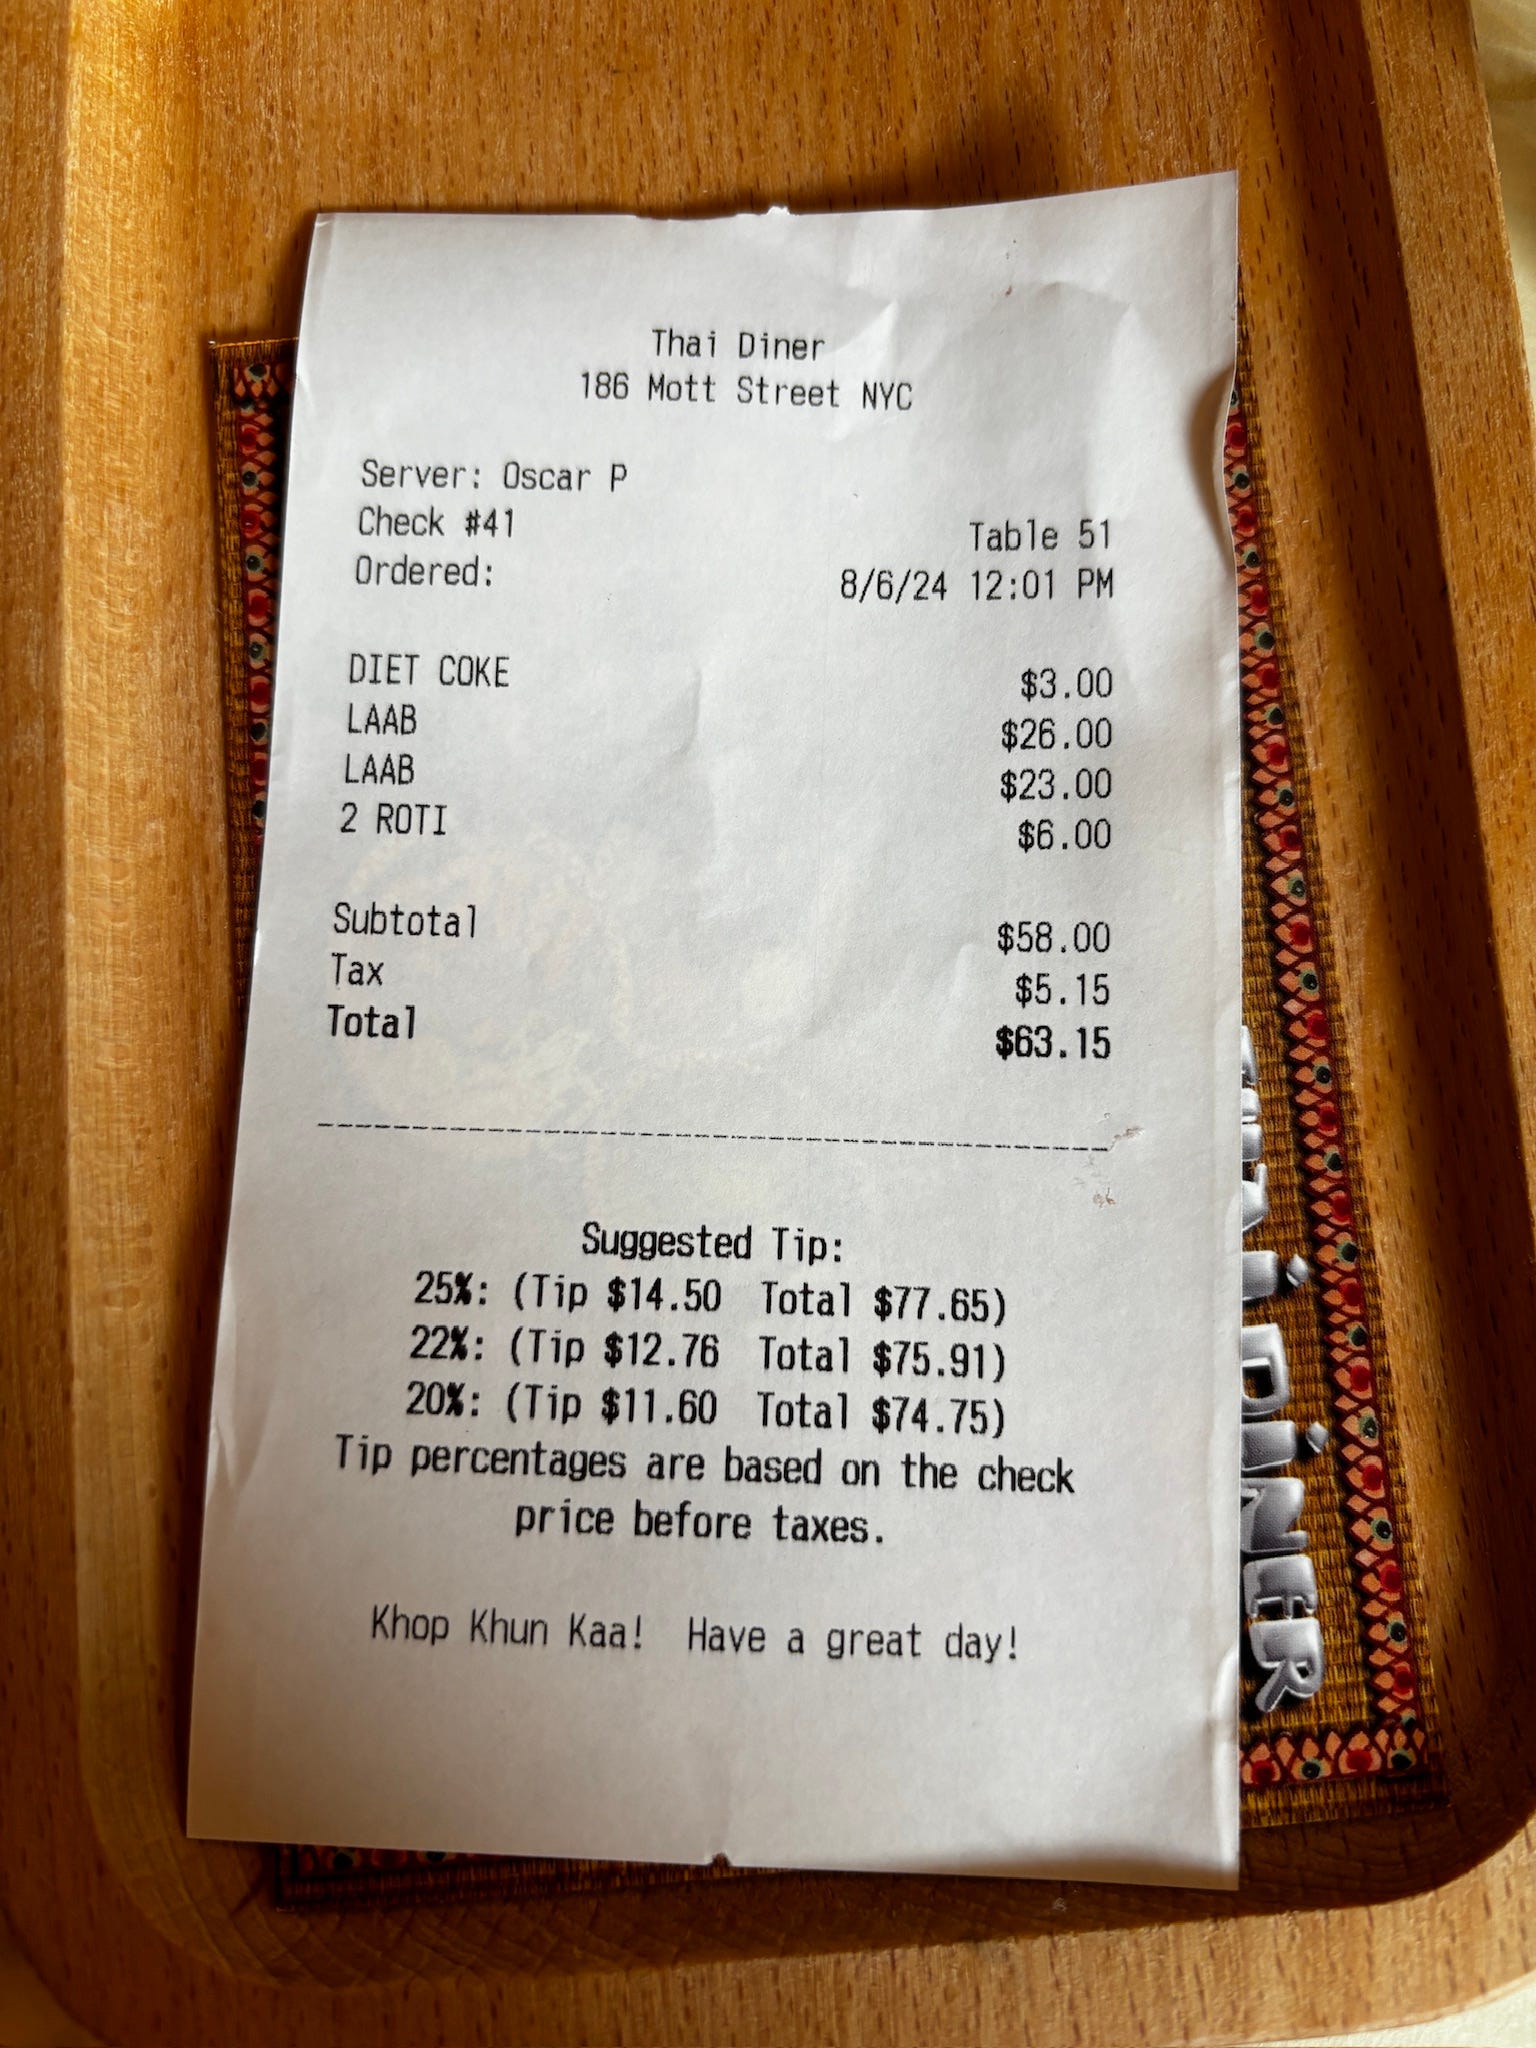 Thai Diner
186 Mott Street NYC
Server: Oscar P
Check #41 Table 51
Ordered: 8/6/24 12:01 PM
DIET COKE $3.00
LAAB $26.00
LAAB $23.00
2 ROTI $6.00
Subtotal $58.00
Tax $5.15
Total $63.15
Suggested Tip:
25%: (Tip $14.50 Total $77.65)
22%: (Tip $12.76 Total $75.91)
20%: (Tip $11.60 Total $74.75)
Tip percentages are based on the check
price before taxes.
Khop Khun Kaa! Have a great day!
DINER